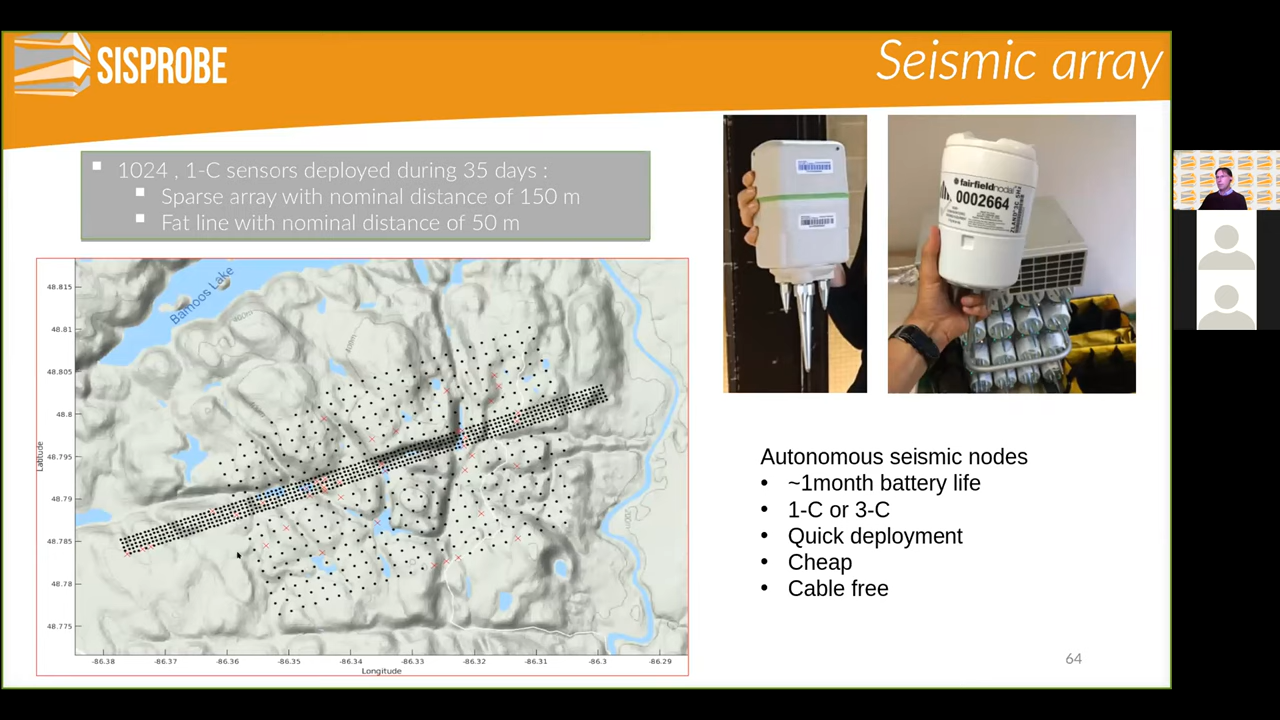 SISPROBE
Seismic array
1024 , 1-C sensors deployed during 35 days :
Sparse array with nominal distance of 150 m
Fat line with nominal distance of 50 m
fairfieldnodal
0002664
Bamoos Lake
48.815
48.81
48.805
48.8
48.795
48.79
48.785
48.78
48.775
Latitude
-86.38 -86.37 -86.36 -86.35 -86.34 -86.33 -86.32 -86.31 -86.3 -86.29
Longitude
Autonomous seismic nodes
• ~1month battery life
• 1-C or 3-C
• Quick deployment
• Cheap
• Cable free
64